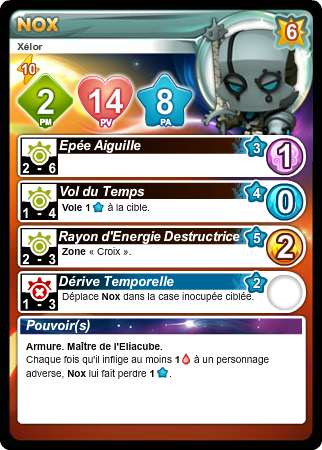 NOX
Xélor
6
10
2
PM
14
PV
8
PA
Epée Aiguille
3
1
2 - 6
Vol du Temps
4
0
1 - 4
Vole 1 à la cible.
Rayon d'Energie Destructrice
5
2
2 - 3
Zone « Croix ».
Dérive Temporelle
2
1 - 3
Déplace Nox dans la case inocupée ciblée.
Pouvoir(s)
Armure. Maître de l'Eliacube.
Chaque fois qu'il inflige au moins 1 à un personnage
adverse, Nox lui fait perdre 1 .